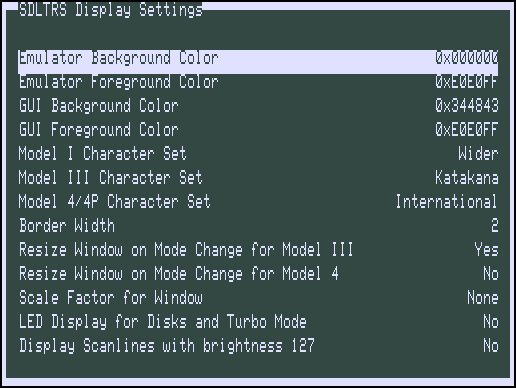 SDLTRS Display Settings
Emulator Background Color 0x000000
Emulator Foreground Color 0xE0E0FF
GUI Background Color 0x344843
GUI Foreground Color 0xE0E0FF
Model I Character Set Wider
Model III Character Set Katakana
Model 4/4P Character Set International
Border Width 2
Resize Window on Mode Change for Model III Yes
Resize Window on Mode Change for Model 4 No
Scale Factor for Window None
LED Display for Disks and Turbo Mode No
Display Scanlines with brightness 127 No